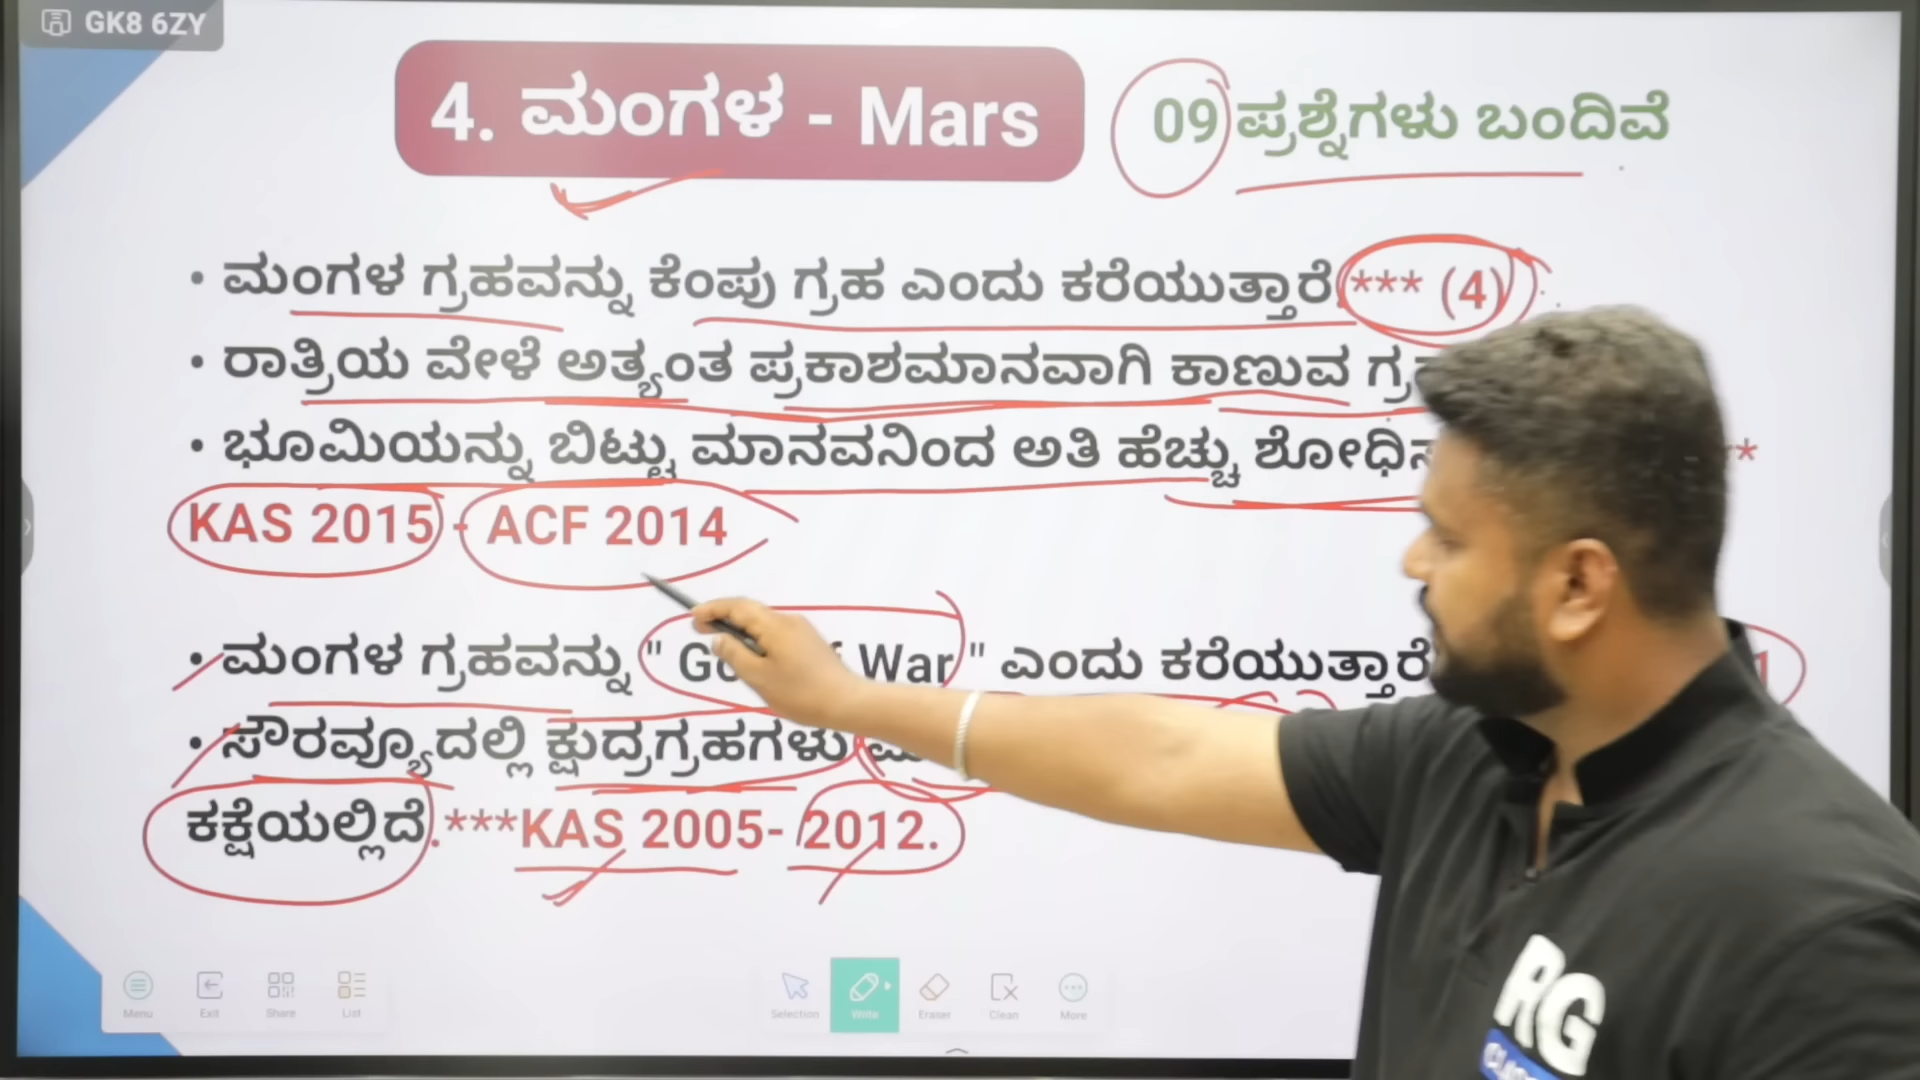 GK8 6ZY
4. ಮಂಗಳ - Mars
09 ಪ್ರಶ್ನೆಗಳು ಬಂದಿವೆ
• ಮಂಗಳ ಗ್ರಹವನ್ನು ಕೆಂಪು ಗ್ರಹ ಎಂದು ಕರೆಯುತ್ತಾರೆ.*** (4)
• ರಾತ್ರಿಯ ವೇಳೆ ಅತ್ಯಂತ ಪ್ರಕಾಶಮಾನವಾಗಿ ಕಾಣುವ
• ಭೂಮಿಯನ್ನು ಬಿಟ್ಟು ಮಾನವನಿಂದ ಅತಿ ಹೆಚ್ಚು
KAS 2015 - ACF 2014
• ಮಂಗಳ ಗ್ರಹವನ್ನು " War " ಎಂದು ಕರೆಯುತ್ತಾರೆ
• ಸೌರವ್ಯೂದಲ್ಲಿ ಕ್ಷುದ್ರಗ್ರಹಗಳು
ಕಕ್ಷೆಯಲ್ಲಿದೆ.***KAS 2005- 2012.
Menu Exit Share List Selection Write Eraser Clean More
RG